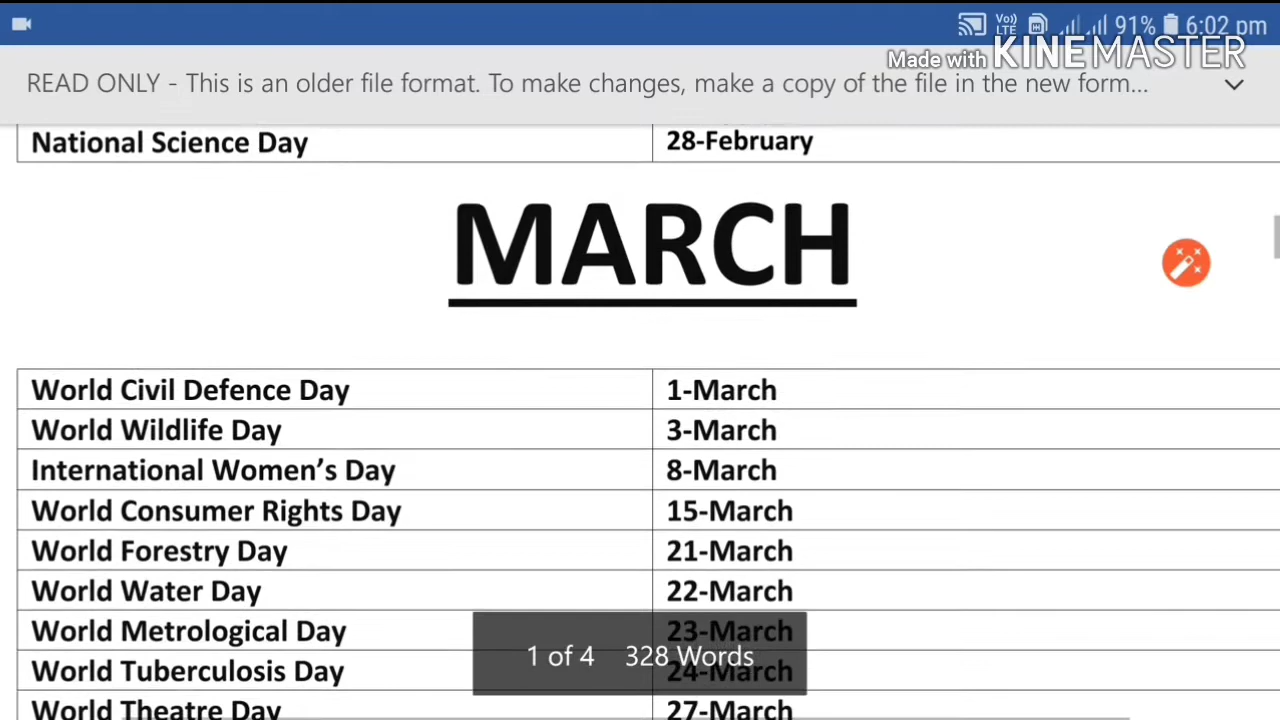 Vo)) LTE 91% 6:02 pm
Made with KINEMASTER
READ ONLY - This is an older file format. To make changes, make a copy of the file in the new form...
National Science Day 28-February
MARCH
World Civil Defence Day 1-March
World Wildlife Day 3-March
International Women’s Day 8-March
World Consumer Rights Day 15-March
World Forestry Day 21-March
World Water Day 22-March
World Metrological Day 23-March
1 of 4 328 Words
World Tuberculosis Day 24-March
World Theatre Day 27-March